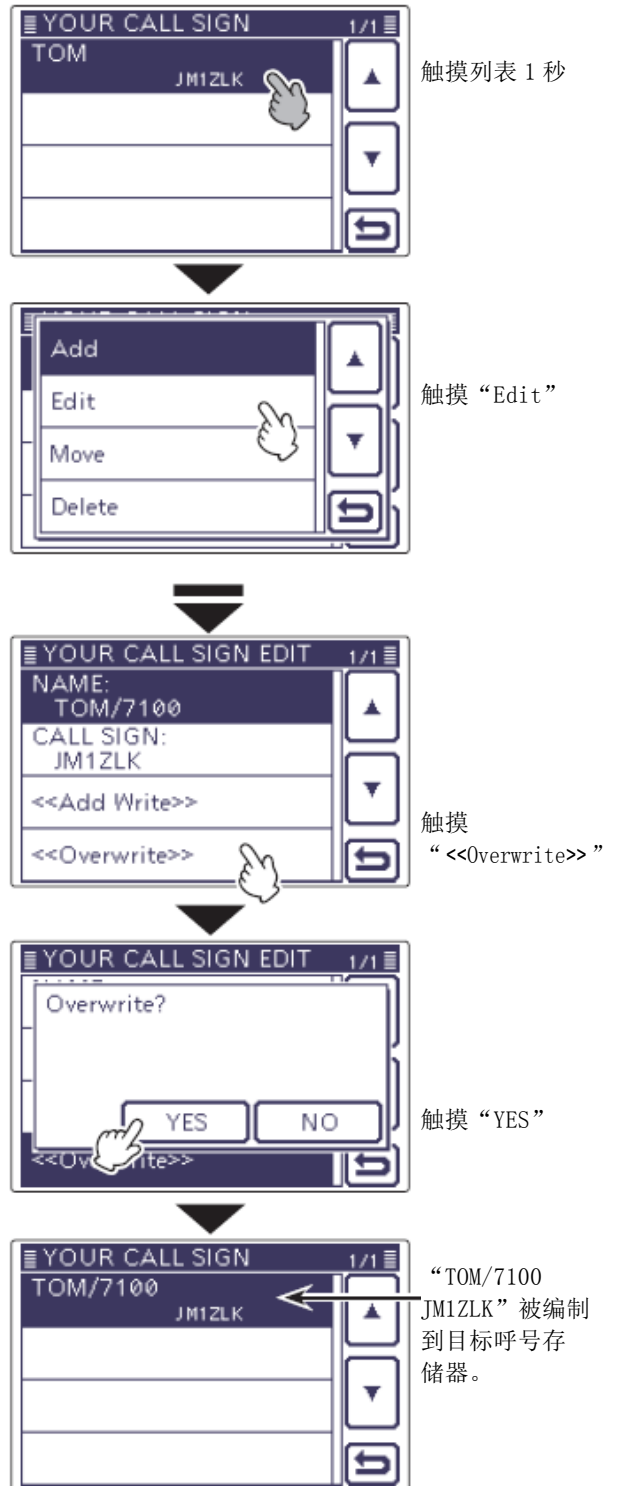 YOUR CALL SIGN 1/1
TOM
JM1ZLK
触摸列表 1 秒
Add
Edit
Move
Delete
触摸“Edit”
YOUR CALL SIGN EDIT 1/1
NAME:
TOM/7100
CALL SIGN:
JM1ZLK
<<Add Write>>
<<Overwrite>>
触摸
“<<Overwrite>>”
YOUR CALL SIGN EDIT 1/1
Overwrite?
YES NO
触摸“YES”
YOUR CALL SIGN 1/1
TOM/7100
JM1ZLK
“TOM/7100
JM1ZLK”被编制
到目标呼号存
储器。